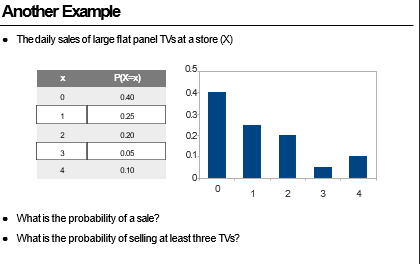 Another Example
• The daily sales of large flat panel TVs at a store (X)
x P(X=x)
0 0.40
1 0.25
2 0.20
3 0.05
4 0.10
0.5
0.4
0.3
0.2
0.1
0
0 1 2 3 4
• What is the probability of a sale?
• What is the probability of selling at least three TVs?